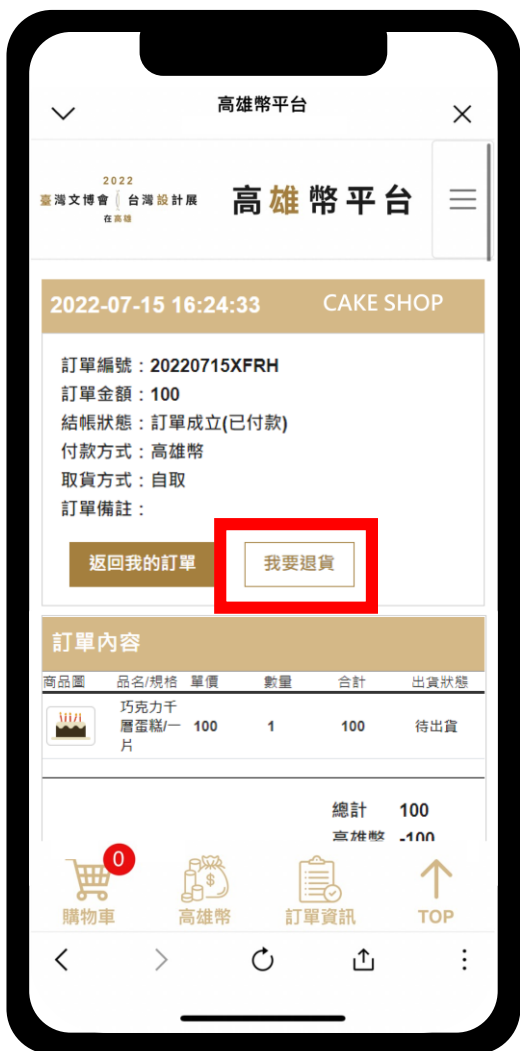 高雄幣平台
2022
臺灣文博會 台灣設計展
在高雄
高雄幣平台
2022-07-15 16:24:33 CAKE SHOP
訂單編號：20220715XFRH
訂單金額：100
結帳狀態：訂單成立(已付款)
付款方式：高雄幣
取貨方式：自取
訂單備註：
返回我的訂單 我要退貨
訂單內容
商品圖 品名/規格 單價 數量 合計 出貨狀態
巧克力千
層蛋糕/一 100 1 100 待出貨
片
總計 100
高雄幣 -100
0
$
購物車 高雄幣 訂單資訊 TOP